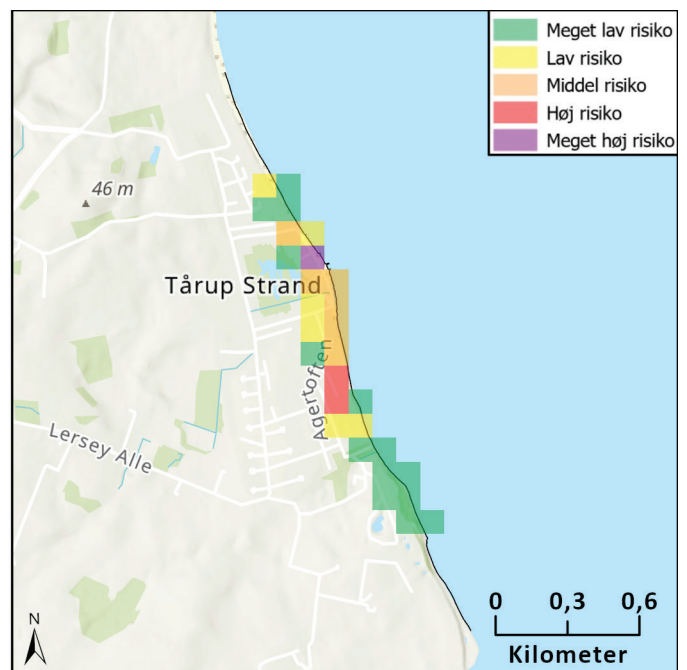 Meget lav risiko
Lav risiko
Middel risiko
Høj risiko
Meget høj risiko
46 m
Tårup Strand
Agertoften
Lersey Alle
N
0 0,3 0,6
Kilometer